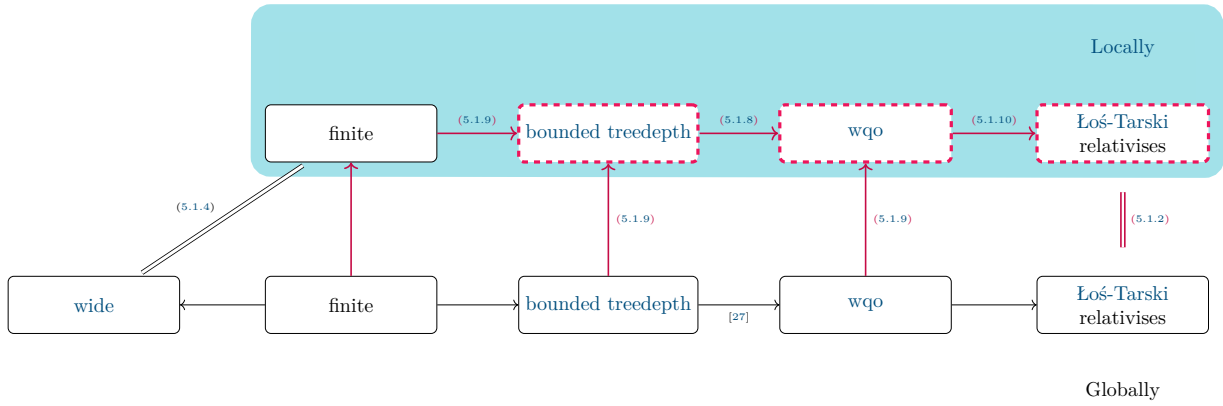 Locally
(5.1.9)
(5.1.8)
(5.1.10)
finite
bounded treedepth
wqo
Łoś-Tarski
relativises
(5.1.4)
(5.1.9)
(5.1.9)
(5.1.2)
wide
finite
bounded treedepth
wqo
Łoś-Tarski
relativises
[27]
Globally